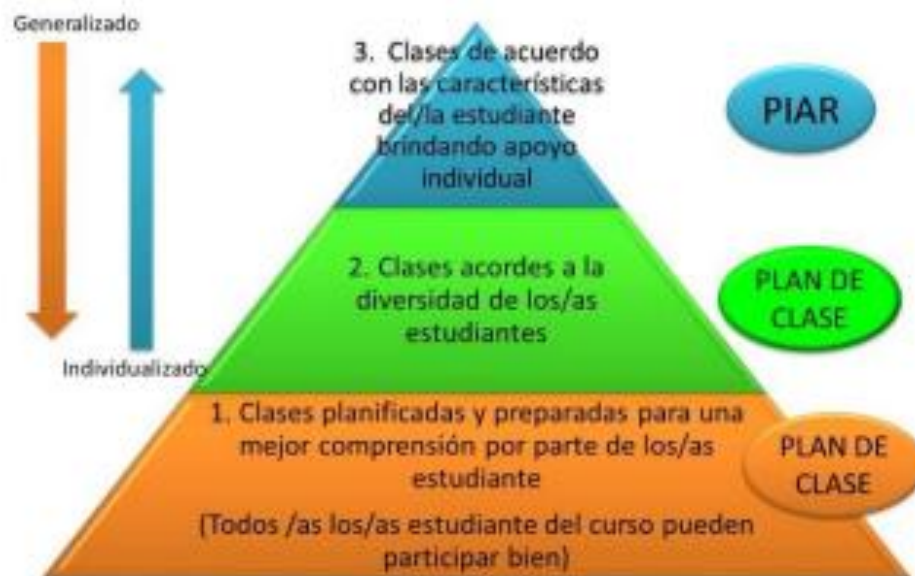 Generalizado
3. Clases de acuerdo
con las características
del/la estudiante
brindando apoyo
individual
PIAR
2. Clases acordes a la
diversidad de los/as
estudiantes
PLAN DE
CLASE
Individualizado
1. Clases planificadas y preparadas para una
mejor comprensión por parte de los/as
estudiante
(Todos /as los/as estudiante del curso pueden
participar bien)
PLAN DE
CLASE